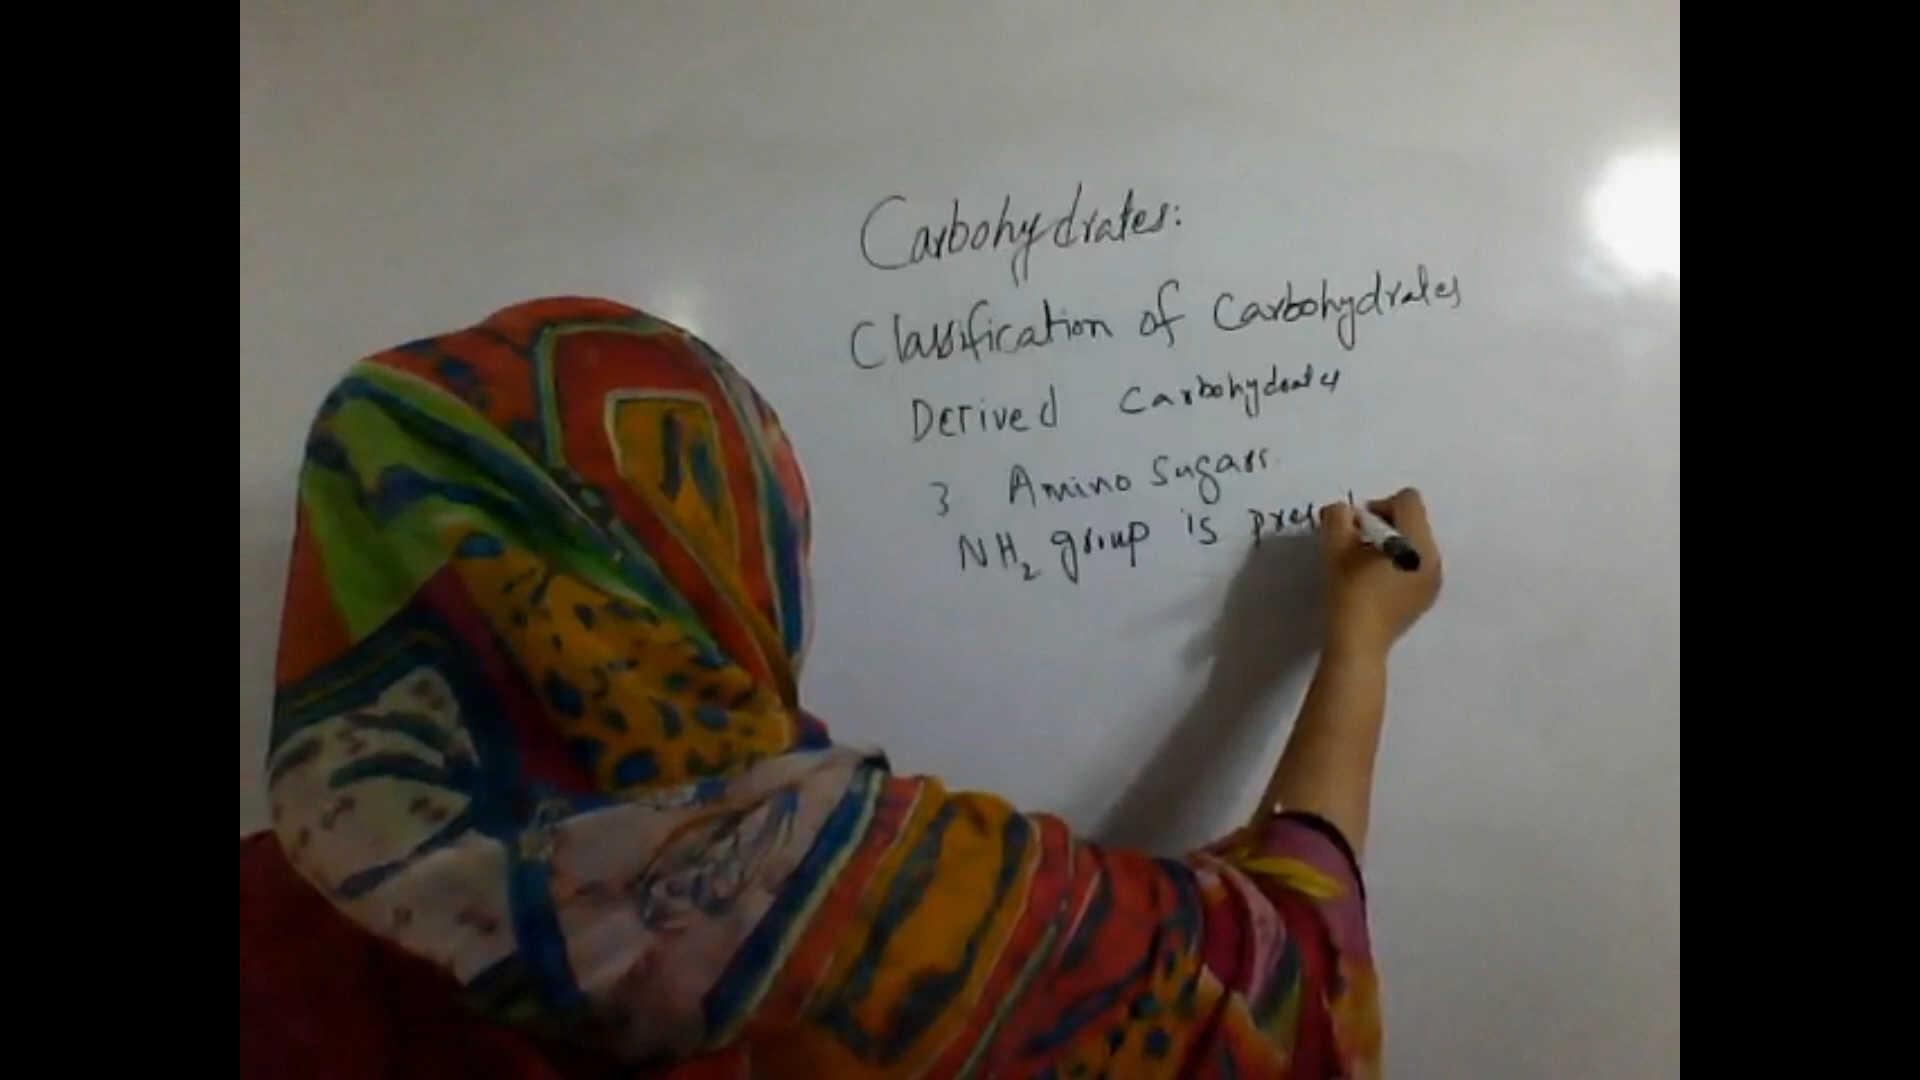 Carbohydrates:
Classification of Carbohydrates
Derived Carbohydrates
3 Amino Sugars.
NH₂ group is